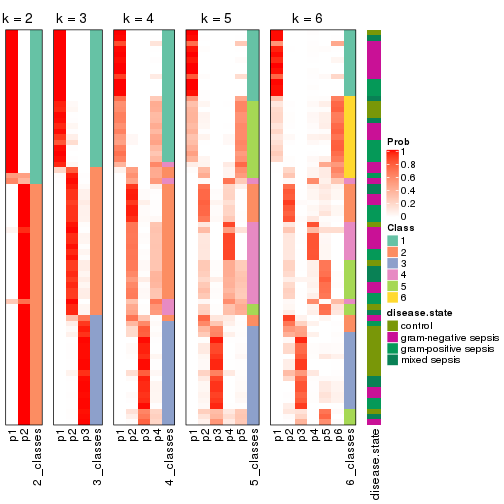 k = 2 k = 3 k = 4 k = 5 k = 6
Prob
1
0.8
0.6
0.4
0.2
0
Class
1
2
3
4
5
6
disease.state
control
gram-negative sepsis
gram-positive sepsis
mixed sepsis
p1 p2 2_classes p1 p2 p3 3_classes p1 p2 p3 p4 4_classes p1 p2 p3 p4 p5 5_classes p1 p2 p3 p4 p5 p6 6_classes disease.state